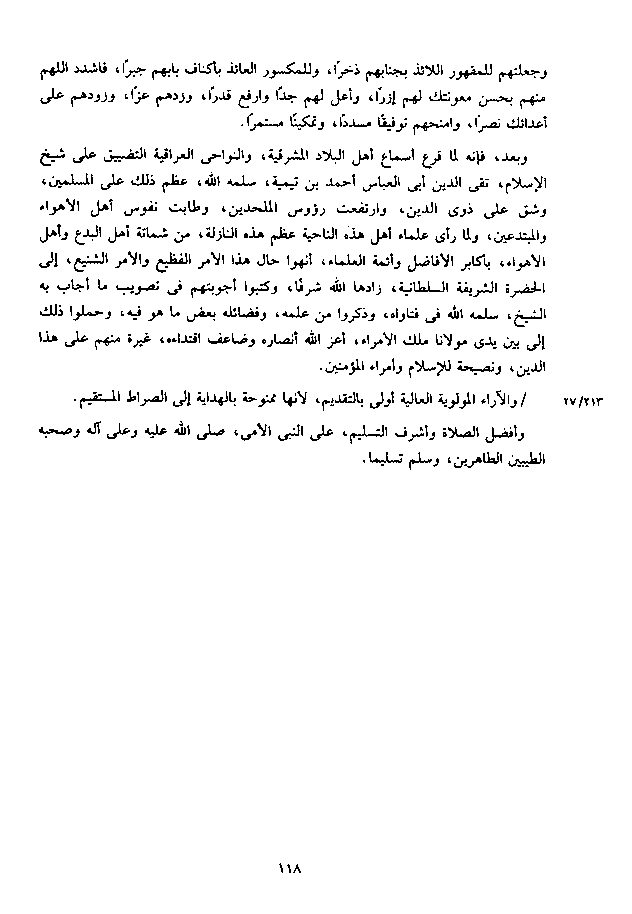 وجعلتهم للمقهور اللائذ بجنابهم ذخرًا، وللمكسور العائذ بأكناف بابهم جبرًا، فاشدد اللهم
منهم بحسن معونتك لهم إزرًا، وأعل لهم جدًا وارفع قدرًا، وزدهم عزًا، وزودهم على
أعدائك نصرًا، وامنحهم توفيقًا مسددًا، وتمكينًا مستمرًا.
وبعد، فإنه لما قرع أسماع أهل البلاد المشرقية، والنواحى العراقية التضييق على شيخ
الإسلام، تقى الدين أبى العباس أحمد بن تيمية، سلمه الله، عظم ذلك على المسلمين،
وشق على ذوى الدين، وارتفعت رؤوس الملحدين، وطابت نفوس أهل الأهواء
والمبتدعين، ولما رأى علماء أهل هذه الناحية عظم هذه النازلة، من شماتة أهل البدع وأهل
الأهواء، بأكابر الأفاضل وأئمة العلماء، أنهوا حال هذا الأمر الفظيع والأمر الشنيع، إلى
الحضرة الشريفة السلطانية، زادها الله شرفًا، وكتبوا أجوبتهم فى تصويب ما أجاب به
الشيخ، سلمه الله فى فتاواه، وذكروا من علمه، وفضائله بعض ما هو فيه، وحملوا ذلك
إلى بين يدى مولانا ملك الأمراء، أعز الله أنصاره وضاعف اقتداءه، غيرة منهم على هذا
الدين، ونصيحة للإسلام وأمراء المؤمنين.
٢٧/٢١٣ / والآراء المولوية العالية أولى بالتقديم، لأنها ممنوحة بالهداية إلى الصراط المستقيم.
وأفضل الصلاة وأشرف التسليم، على النبى الأمى، صلى الله عليه وعلى آله وصحبه
الطيبين الطاهرين، وسلم تسليما.
١١٨